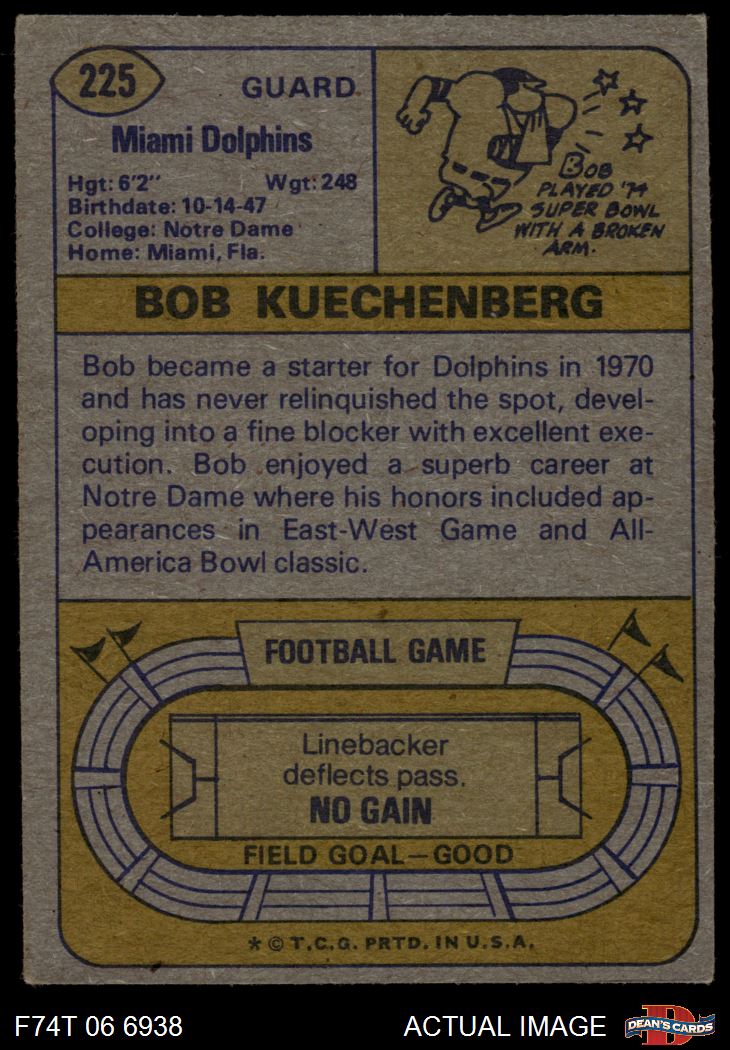 225
GUARD
Miami Dolphins
Hgt: 6'2" Wgt: 248
Birthdate: 10-14-47
College: Notre Dame
Home: Miami, Fla.
BOB
PLAYED '74
SUPER BOWL
WITH A BROKEN
ARM.
BOB KUECHENBERG
Bob became a starter for Dolphins in 1970
and has never relinquished the spot, devel-
oping into a fine blocker with excellent exe-
cution. Bob enjoyed a superb career at
Notre Dame where his honors included ap-
pearances in East-West Game and All-
America Bowl classic.
FOOTBALL GAME
Linebacker
deflects pass.
NO GAIN
FIELD GOAL—GOOD
* © T.C.G. PRTD. IN U.S.A.
F74T 06 6938 ACTUAL IMAGE
D
DEAN'S CARDS